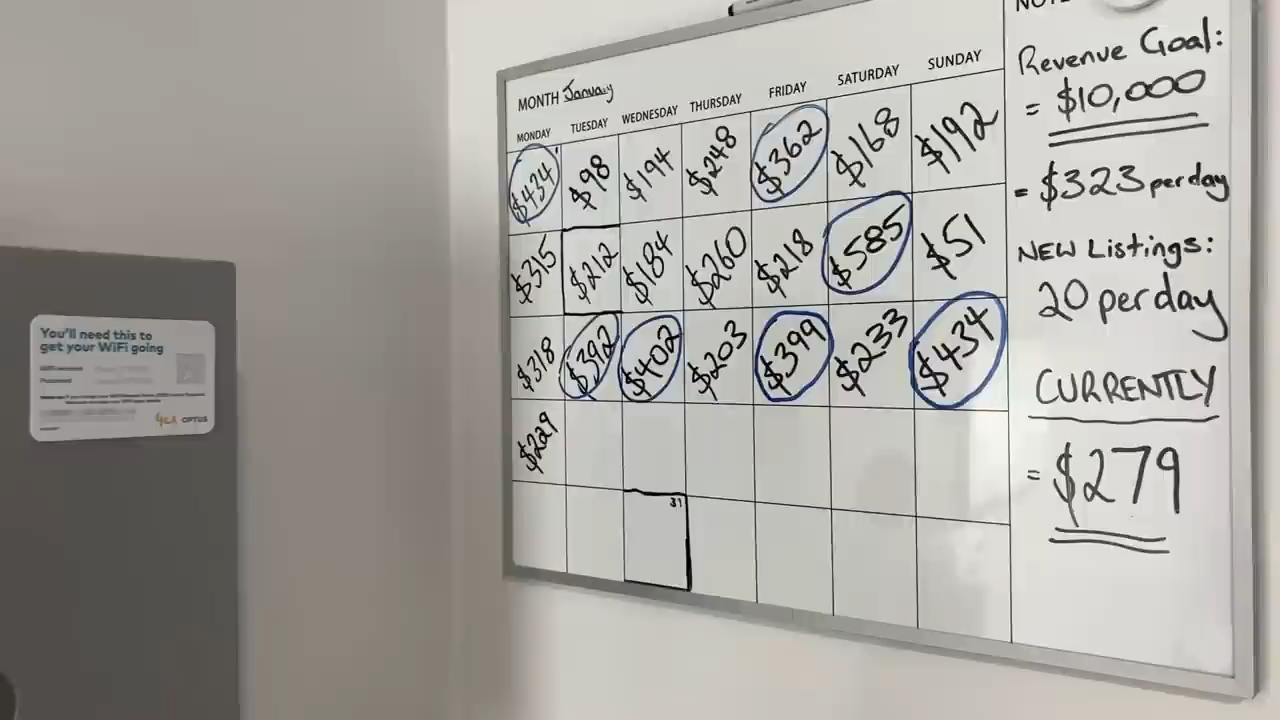 MONTH January
MONDAY TUESDAY WEDNESDAY THURSDAY FRIDAY SATURDAY SUNDAY
$434 $98 $194 $248 $362 $168 $192
$315 $212 $184 $260 $218 $585 $51
$318 $392 $402 $203 $399 $233 $434
$229
31
Revenue Goal:
= $10,000
= $323 per day
NEW Listings:
20 per day
CURRENTLY
= $279
You'll need this to
get your WiFi going
OPTUS